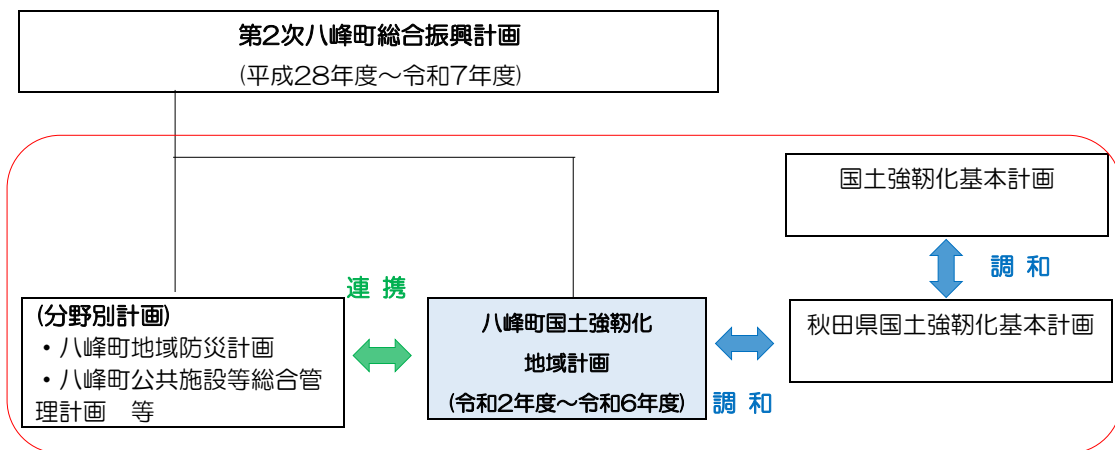 第2次八峰町総合振興計画
(平成28年度～令和7年度)
国土強靭化基本計画
調 和
連 携
(分野別計画)
・八峰町地域防災計画
・八峰町公共施設等総合管
理計画　等
八峰町国土強靭化
地域計画
(令和2年度～令和6年度)
調 和
秋田県国土強靭化基本計画